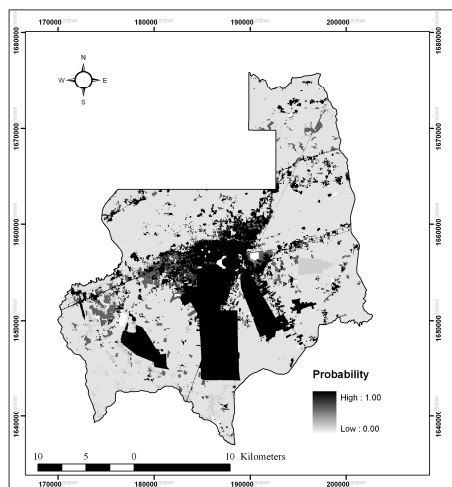 170000 180000 190000 200000
1680000 1680000
N
W E
S
1670000 1670000
1660000 1660000
1650000 1650000
Probability
High : 1.00
Low : 0.00
1640000 1640000
10 5 0 10 Kilometers
170000 180000 190000 200000